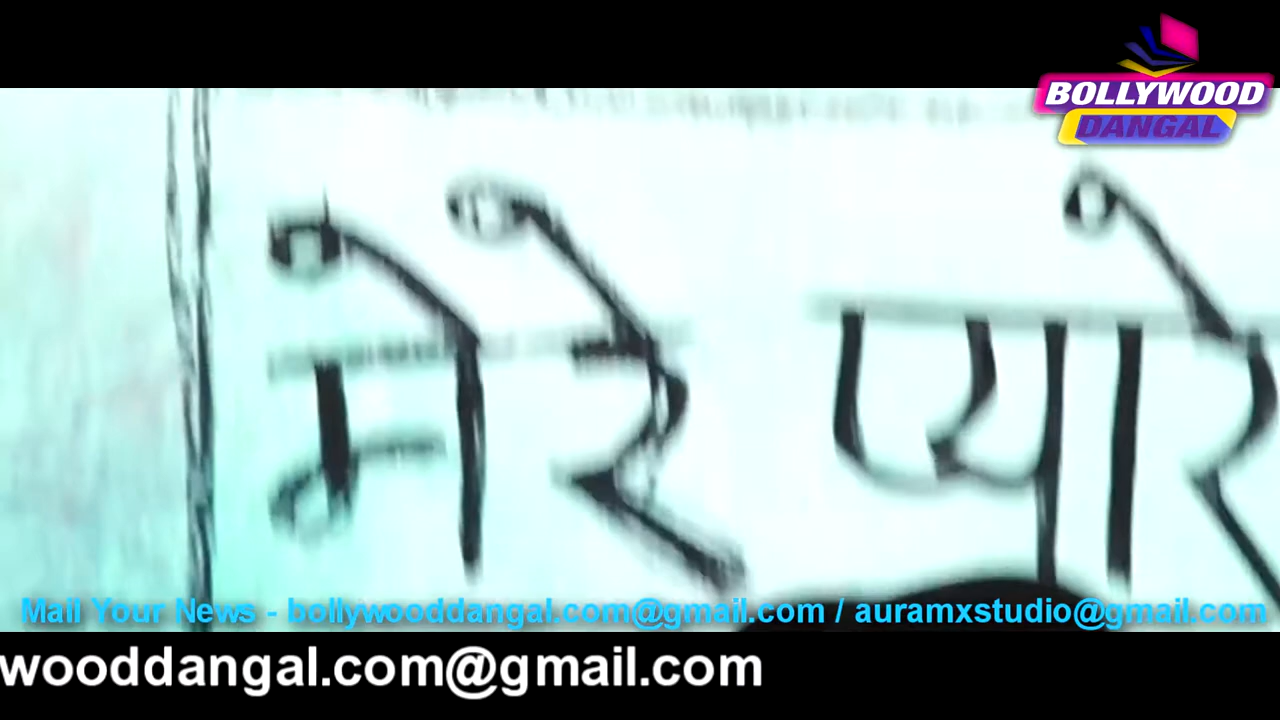 BOLLYWOOD
DANGAL
मेरे प्यारे
Mail Your News - bollywooddangal.com@gmail.com / auramxstudio@gmail.com
wooddangal.com@gmail.com